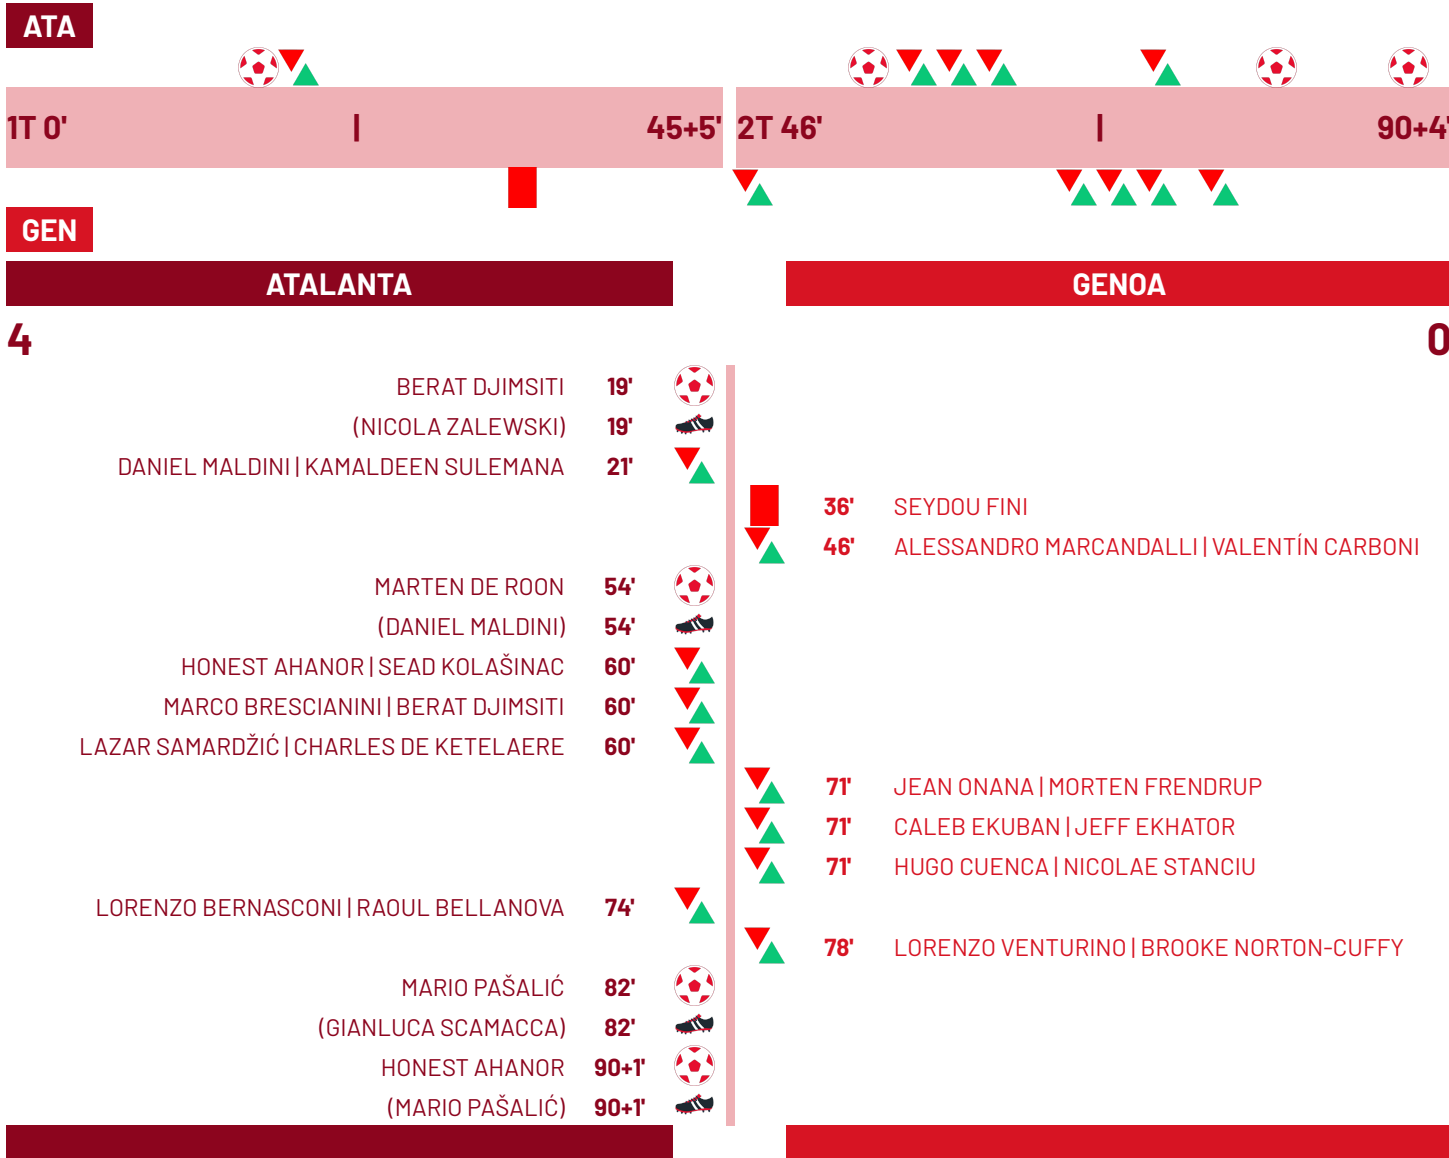 ATA
1T 0' | 45+5' 2T 46' | 90+4'
GEN
ATALANTA GENOA
4 0
BERAT DJIMSITI 19'
(NICOLA ZALEWSKI) 19'
DANIEL MALDINI | KAMALDEEN SULEMANA 21'
36' SEYDOU FINI
46' ALESSANDRO MARCANDALLI | VALENTÍN CARBONI
MARTEN DE ROON 54'
(DANIEL MALDINI) 54'
HONEST AHANOR | SEAD KOLAŠINAC 60'
MARCO BRESCIANINI | BERAT DJIMSITI 60'
LAZAR SAMARDŽIĆ | CHARLES DE KETELAERE 60'
71' JEAN ONANA | MORTEN FRENDRUP
71' CALEB EKUBAN | JEFF EKHATOR
71' HUGO CUENCA | NICOLAE STANCIU
LORENZO BERNASCONI | RAOUL BELLANOVA 74'
78' LORENZO VENTURINO | BROOKE NORTON-CUFFY
MARIO PAŠALIĆ 82'
(GIANLUCA SCAMACCA) 82'
HONEST AHANOR 90+1'
(MARIO PAŠALIĆ) 90+1'